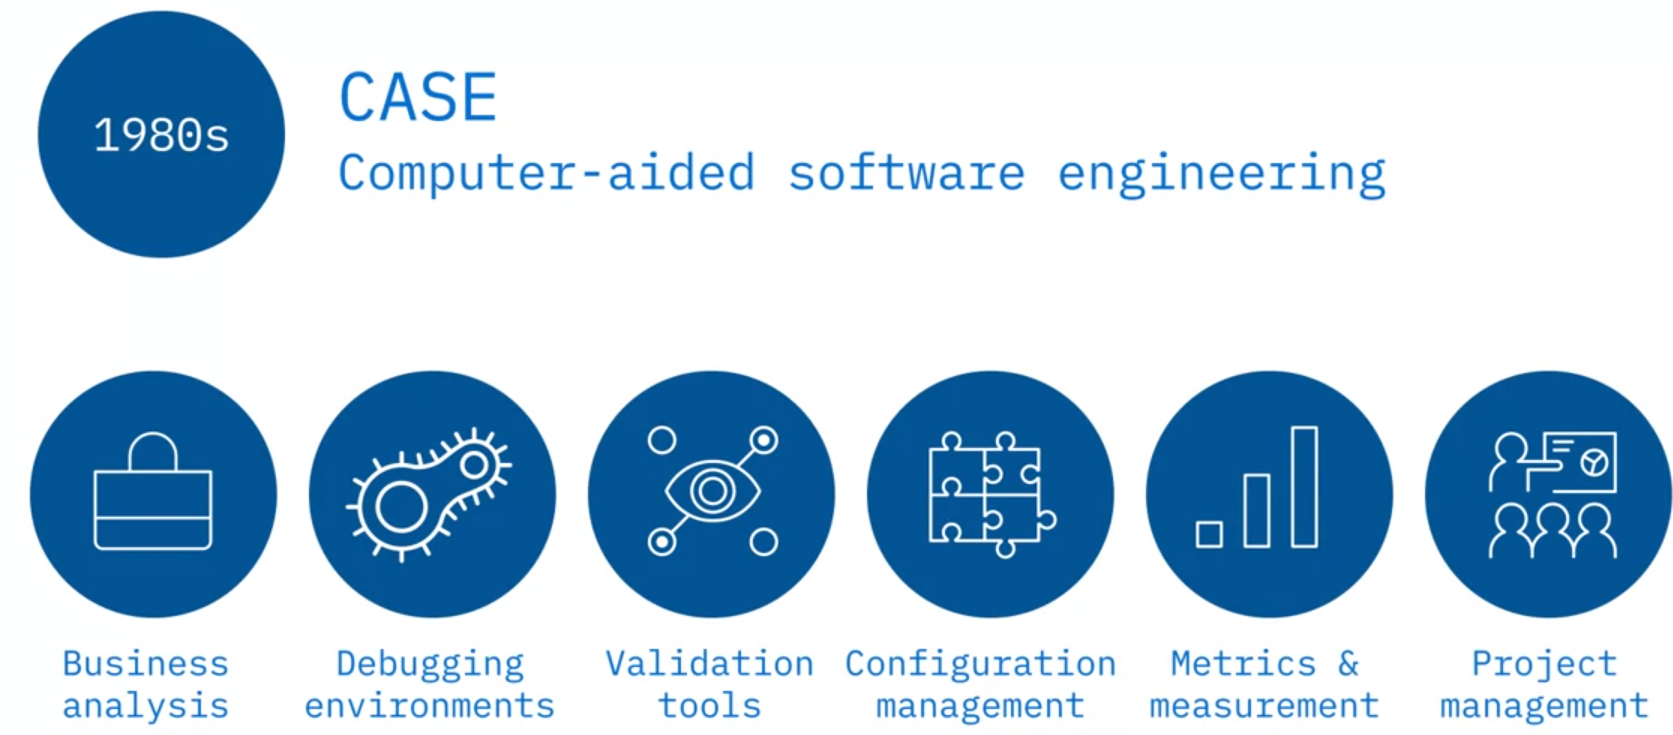 1980s
CASE
Computer-aided software engineering
Business
analysis
Debugging
environments
Validation
tools
Configuration
management
Metrics &
measurement
Project
management